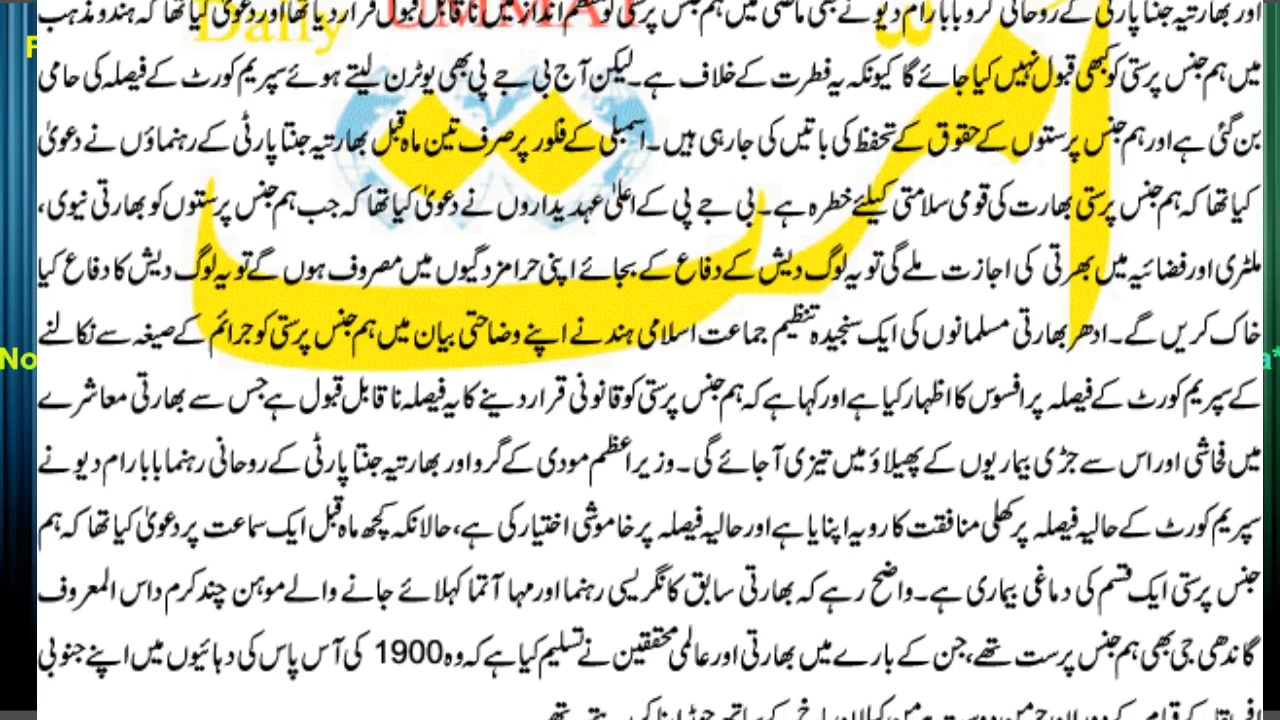 Daily UMMAT
اور بھارتیہ جنتا پارٹی کے روحانی گرو بابا رام دیو نے بھی ماضی میں ہم جنس پرستی کو منظم انداز میں نا قابل قبول قرار دیا تھا اور دعویٰ کیا تھا کہ ہندو مذہب
میں ہم جنس پرستی کو کبھی قبول نہیں کیا جائے گا کیونکہ یہ فطرت کے خلاف ہے۔ لیکن آج بی جے پی بھی یوٹرن لیتے ہوئے سپریم کورٹ کے فیصلہ کی حامی
بن گئی ہے اور ہم جنس پرستوں کے حقوق کے تحفظ کی باتیں کی جارہی ہیں۔ اسمبلی کے فلور پر صرف تین ماہ قبل بھارتیہ جنتا پارٹی کے رہنماؤں نے دعویٰ
کیا تھا کہ ہم جنس پرستی بھارت کی قومی سلامتی کیلئے خطرہ ہے۔ بی جے پی کے اعلیٰ عہدیداروں نے دعویٰ کیا تھا کہ جب ہم جنس پرستوں کو بھارتی نیوی،
ملٹری اور فضائیہ میں بھرتی کی اجازت ملے گی تو یہ لوگ دیش کے دفاع کے بجائے اپنی حرامزدگیوں میں مصروف ہوں گے تو یہ لوگ دیش کا دفاع کیا
خاک کریں گے۔ ادھر بھارتی مسلمانوں کی ایک سنجیدہ تنظیم جماعت اسلامی ہند نے اپنے وضاحتی بیان میں ہم جنس پرستی کو جرائم کے صیغہ سے نکالنے
کے سپریم کورٹ کے فیصلہ پر افسوس کا اظہار کیا ہے اور کہا ہے کہ ہم جنس پرستی کو قانونی قرار دینے کا یہ فیصلہ نا قابل قبول ہے جس سے بھارتی معاشرے
میں فحاشی اور اس سے جڑی بیماریوں کے پھیلاؤ میں تیزی آ جائے گی۔ وزیر اعظم مودی کے گرو اور بھارتیہ جنتا پارٹی کے روحانی رہنما بابا رام دیو نے
سپریم کورٹ کے حالیہ فیصلہ پر کھلی منافقت کا رویہ اپنایا ہے اور حالیہ فیصلہ پر خاموشی اختیار کی ہے، حالانکہ کچھ ماہ قبل ایک سماعت پر دعویٰ کیا تھا کہ ہم
جنس پرستی ایک قسم کی دماغی بیماری ہے۔ واضح رہے کہ بھارتی سابق کانگریسی رہنما اور مہا آتما کہلائے جانے والے موہن چند کرم داس المعروف
گاندھی جی بھی ہم جنس پرست تھے، جن کے بارے میں بھارتی اور عالمی محققین نے تسلیم کیا ہے کہ وہ 1900 کی آس پاس کی دہائیوں میں اپنے جنوبی